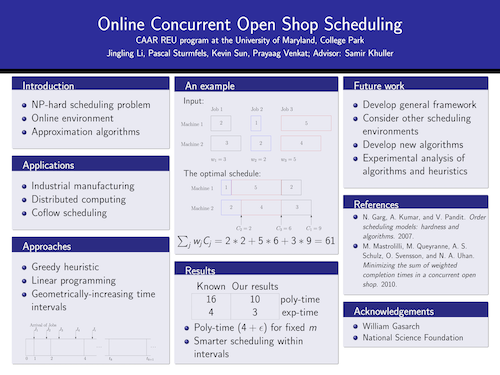 Online Concurrent Open Shop Scheduling
CAAR REU program at the University of Maryland, College Park
Jingling Li, Pascal Sturmfels, Kevin Sun, Prayaag Venkat; Advisor: Samir Khuller
Introduction
NP-hard scheduling problem
Online environment
Approximation algorithms
Applications
Industrial manufacturing
Distributed computing
Coflow scheduling
Approaches
Greedy heuristic
Linear programming
Geometrically-increasing time
intervals
Arrival of Jobs
An example
Input:
Job 1 Job 2 Job 3
Machine 1 2 1 5
Machine 2 3 2 4
w₁ = 3 w₂ = 2 w₃ = 5
The optimal schedule:
Machine 1 1 5 2
Machine 2 2 4 3
C₂ = 2 C₃ = 6 C₁ = 9
∑ⱼ wⱼCⱼ = 2 * 2 + 5 * 6 + 3 * 9 = 61
Results
Known Our results
16 10 poly-time
4 3 exp-time
Poly-time (4 + ϵ) for fixed m
Smarter scheduling within
intervals
Future work
Develop general framework
Consider other scheduling
environments
Develop new algorithms
Experimental analysis of
algorithms and heuristics
References
N. Garg, A. Kumar, and V. Pandit. Order
scheduling models: hardness and
algorithms. 2007.
M. Mastrolilli, M. Queyranne, A. S.
Schulz, O. Svensson, and N. A. Uhan.
Minimizing the sum of weighted
completion times in a concurrent open
shop. 2010.
Acknowledgements
William Gasarch
National Science Foundation